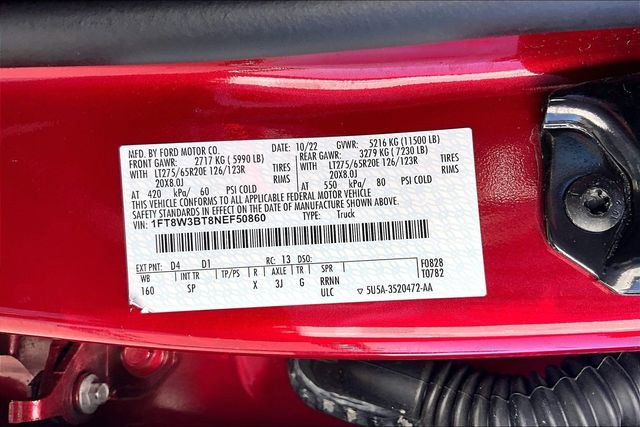 MFD. BY FORD MOTOR CO. DATE: 10/22 GVWR: 5216 KG (11500 LB)
FRONT GAWR: 2717 KG ( 5990 LB) REAR GAWR: 3279 KG ( 7230 LB)
WITH LT275/65R20E 126/123R TIRES WITH LT275/65R20E 126/123R TIRES
20X8.0J RIMS 20X8.0J RIMS
AT 420 kPa/ 60 PSI COLD AT 550 kPa/ 80 PSI COLD
THIS VEHICLE CONFORMS TO ALL APPLICABLE FEDERAL MOTOR VEHICLE
SAFETY STANDARDS IN EFFECT ON THE DATE OF MANUFACTURE SHOWN ABOVE.
VIN: 1FT8W3BT8NEF50860 TYPE: Truck
EXT PNT: D4 D1 RC: 13 DSO: F0828
WB INT TR TP/PS R AXLE TR SPR T0782
160 SP X 3J G RRNN
ULC ▽ 5U5A-3520472-AA